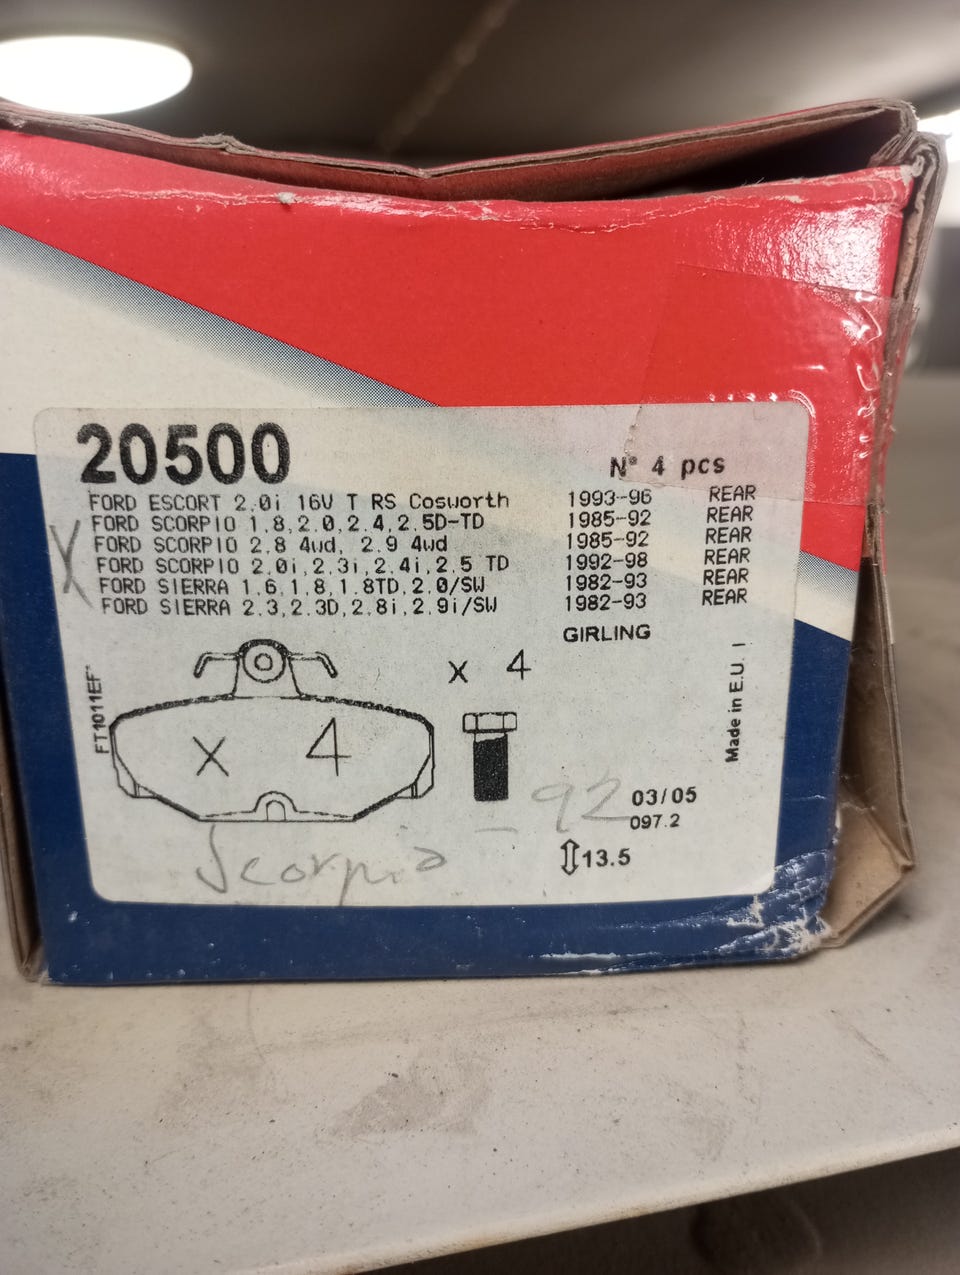 20500
N° 4 pcs
FORD ESCORT 2.0i 16V T RS Cosworth 1993-96 REAR
FORD SCORPIO 1.8,2.0,2.4,2.5D-TD 1985-92 REAR
FORD SCORPIO 2.8 4wd, 2.9 4wd 1985-92 REAR
FORD SCORPIO 2.0i,2.3i,2.4i,2.5 TD 1992-98 REAR
FORD SIERRA 1.6,1.8,1.8TD,2.0/SW 1982-93 REAR
FORD SIERRA 2.3,2.3D,2.8i,2.9i/SW 1982-93 REAR
GIRLING
x 4
x 4
FT1011EF
Made in E.U. I
03/05
097.2
13.5
Scorpio - 92